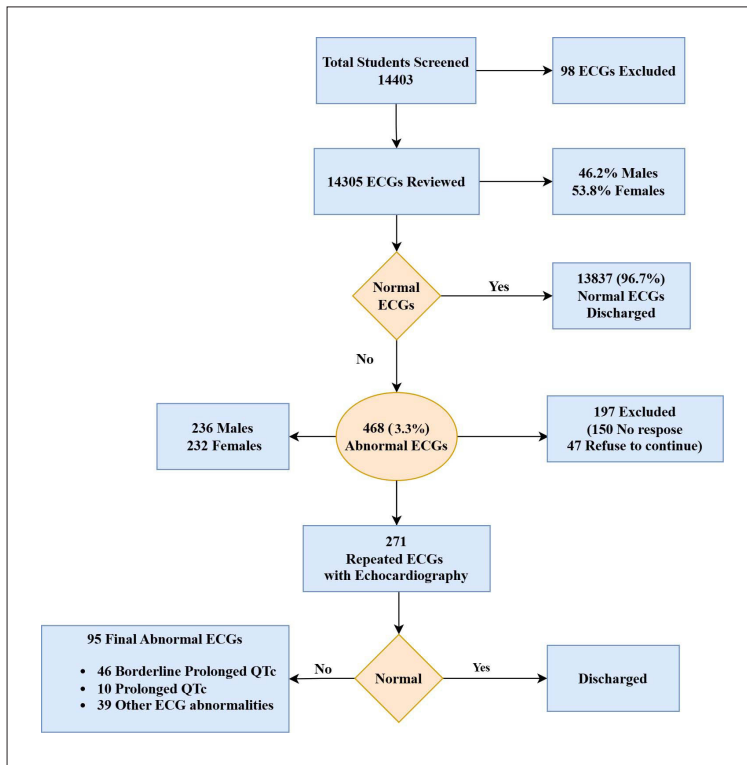 Total Students Screened
14403
98 ECGs Excluded
14305 ECGs Reviewed
46.2% Males
53.8% Females
Normal
ECGs
Yes
13837 (96.7%)
Normal ECGs
Discharged
No
236 Males
232 Females
468 (3.3%)
Abnormal ECGs
197 Excluded
(150 No respose
47 Refuse to continue)
271
Repeated ECGs
with Echocardiography
95 Final Abnormal ECGs
• 46 Borderline Prolonged QTc
• 10 Prolonged QTc
• 39 Other ECG abnormalities
No
Normal
Yes
Discharged